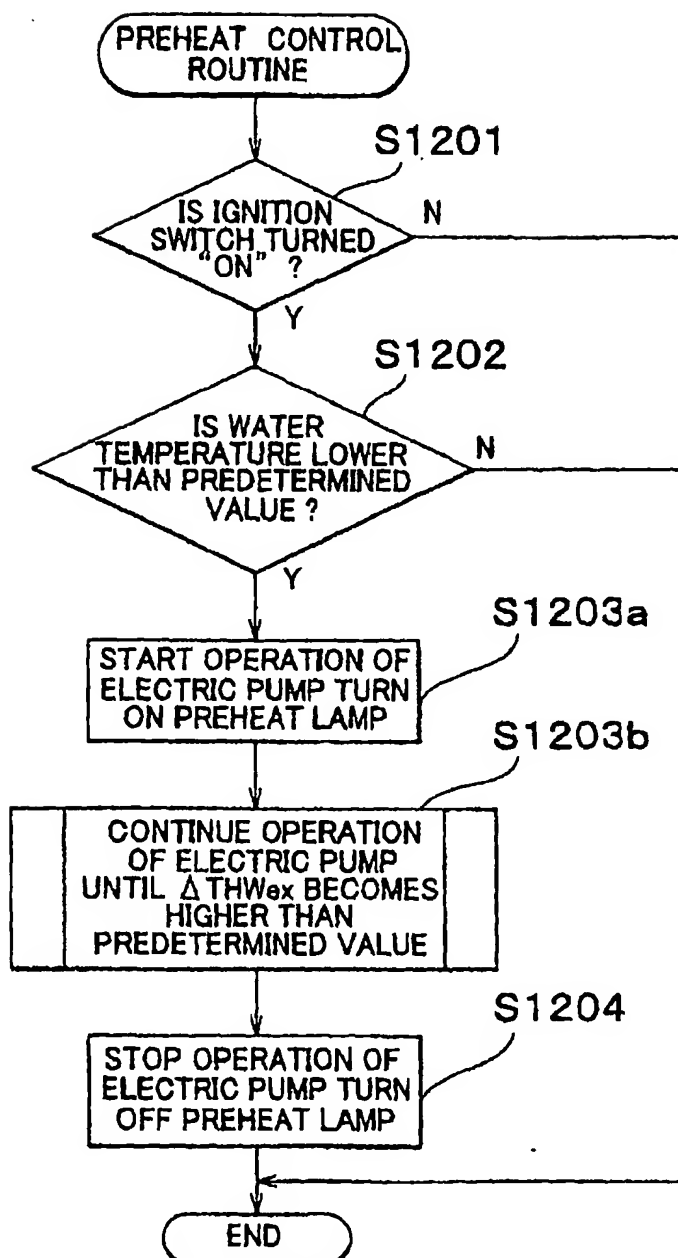 PREHEAT CONTROL
ROUTINE
S1201
IS IGNITION
SWITCH TURNED
"ON" ?
N
Y
S1202
IS WATER
TEMPERATURE LOWER
THAN PREDETERMINED
VALUE ?
N
Y
S1203a
START OPERATION OF
ELECTRIC PUMP TURN
ON PREHEAT LAMP
S1203b
CONTINUE OPERATION
OF ELECTRIC PUMP
UNTIL ΔTHWex BECOMES
HIGHER THAN
PREDETERMINED VALUE
S1204
STOP OPERATION OF
ELECTRIC PUMP TURN
OFF PREHEAT LAMP
END